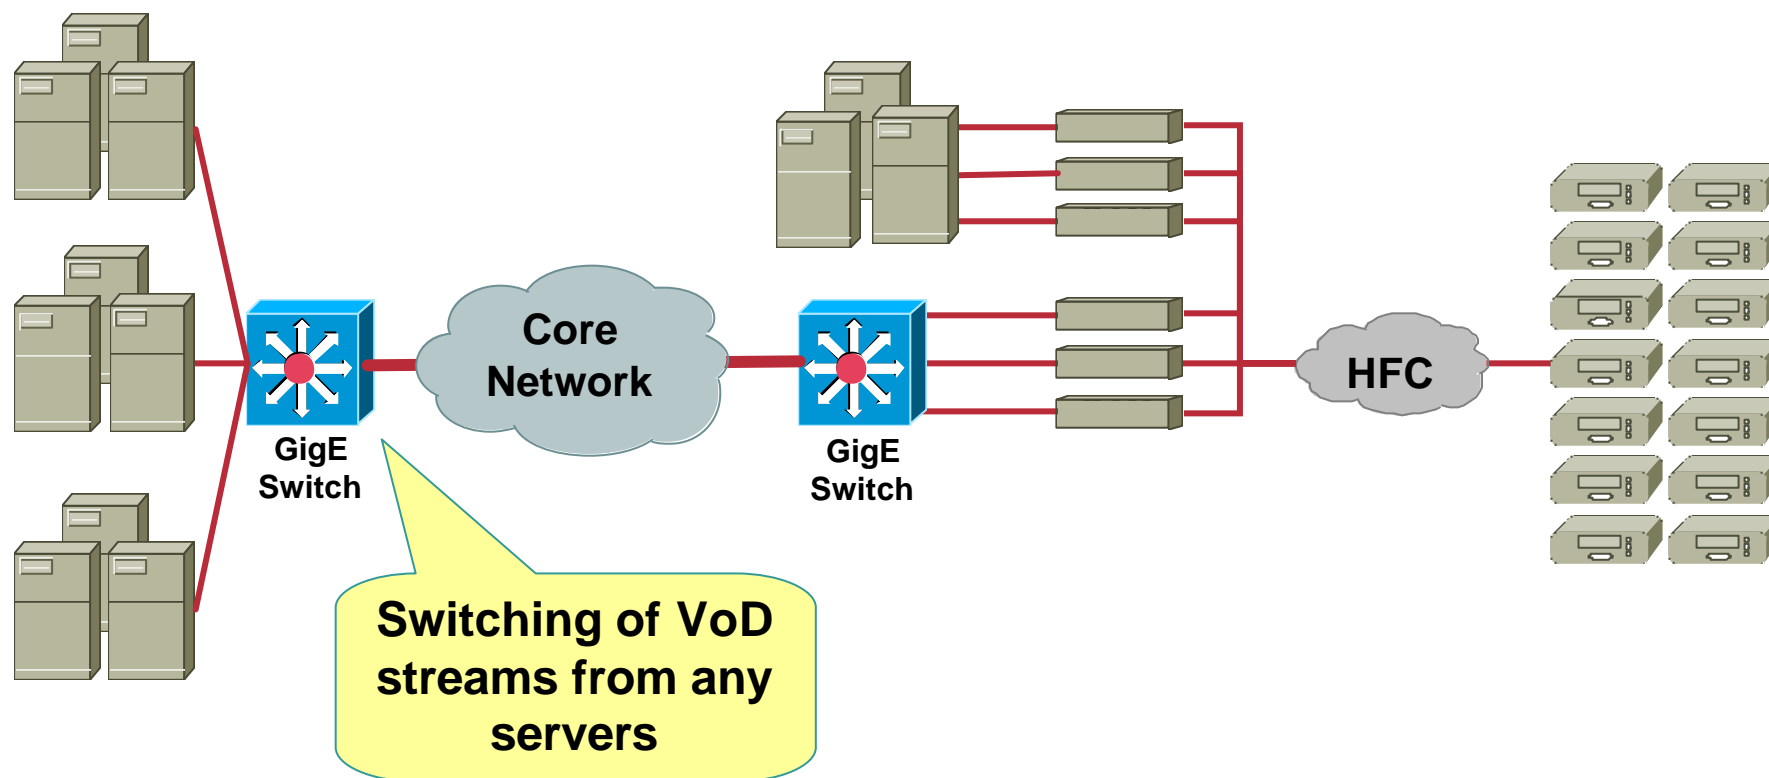 Core
Network
HFC
GigE
Switch
GigE
Switch
Switching of VoD
streams from any
servers